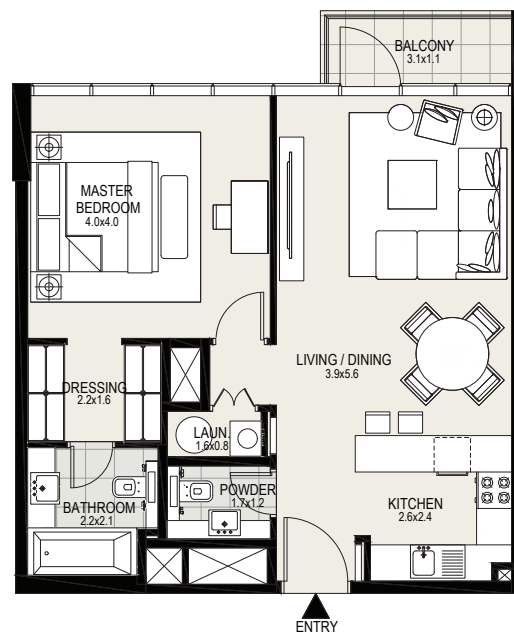 BALCONY
3.1x1.1
MASTER
BEDROOM
4.0x4.0
LIVING / DINING
3.9x5.6
DRESSING
2.2x1.6
LAUN.
1.6x0.8
POWDER
1.7x1.2
BATHROOM
2.2x2.1
KITCHEN
2.6x2.4
ENTRY